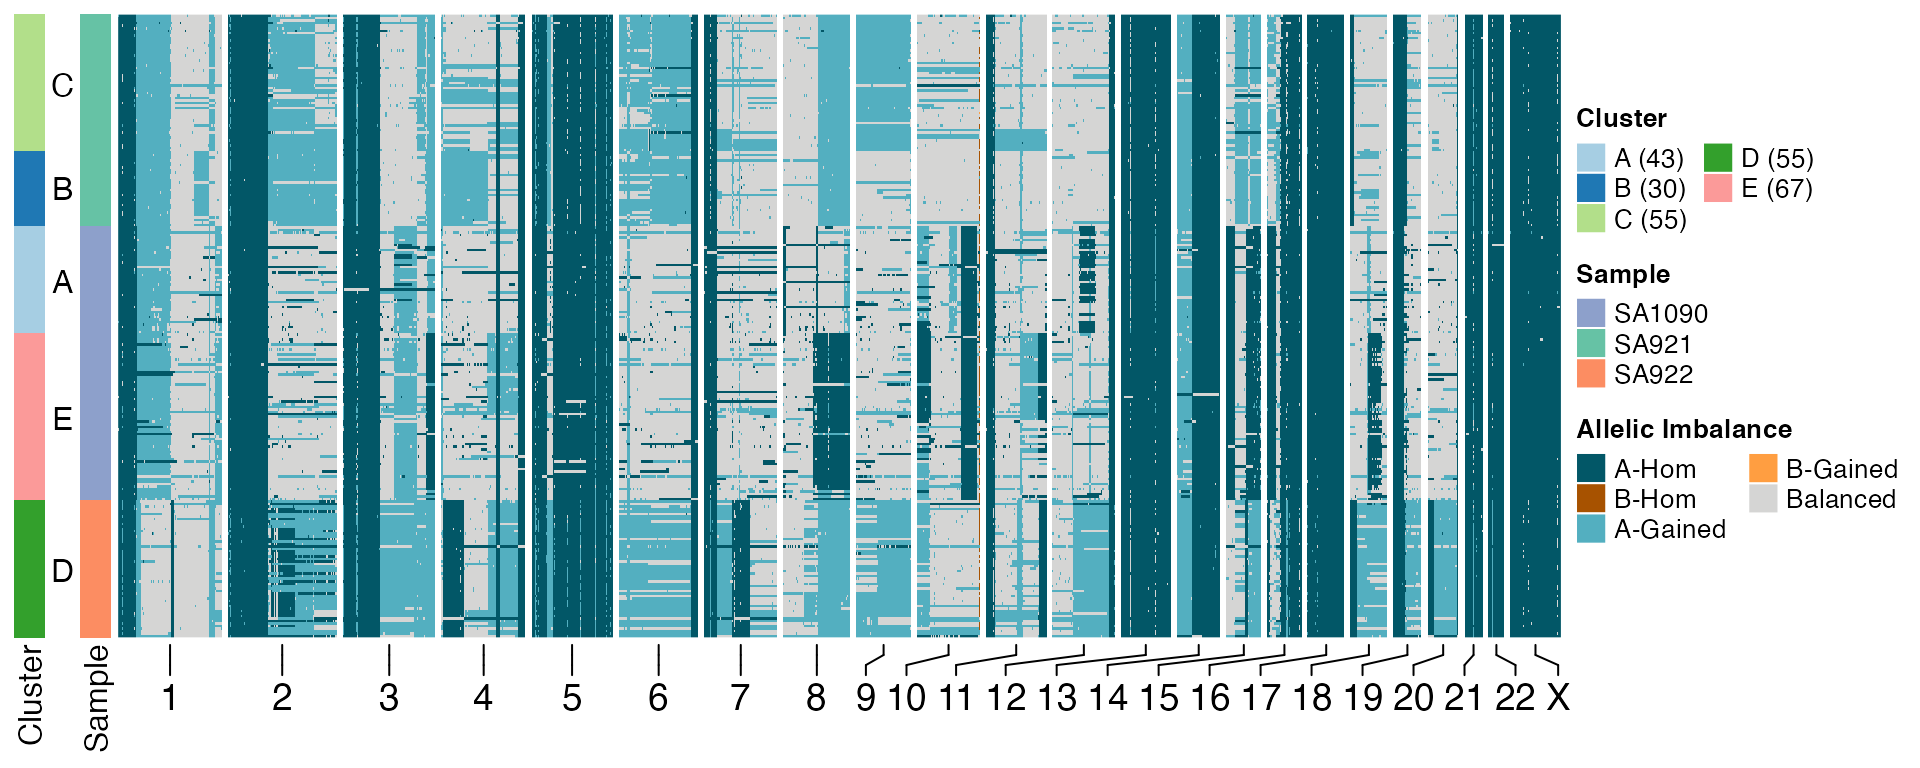 C
B
A
E
D
Cluster
Sample
1 2 3 4 5 6 7 8 9 10 11 12 13 14 15 16 17 18 19 20 21 22 X
Cluster
A (43) D (55)
B (30) E (67)
C (55)
Sample
SA1090
SA921
SA922
Allelic Imbalance
A-Hom B-Gained
B-Hom Balanced
A-Gained